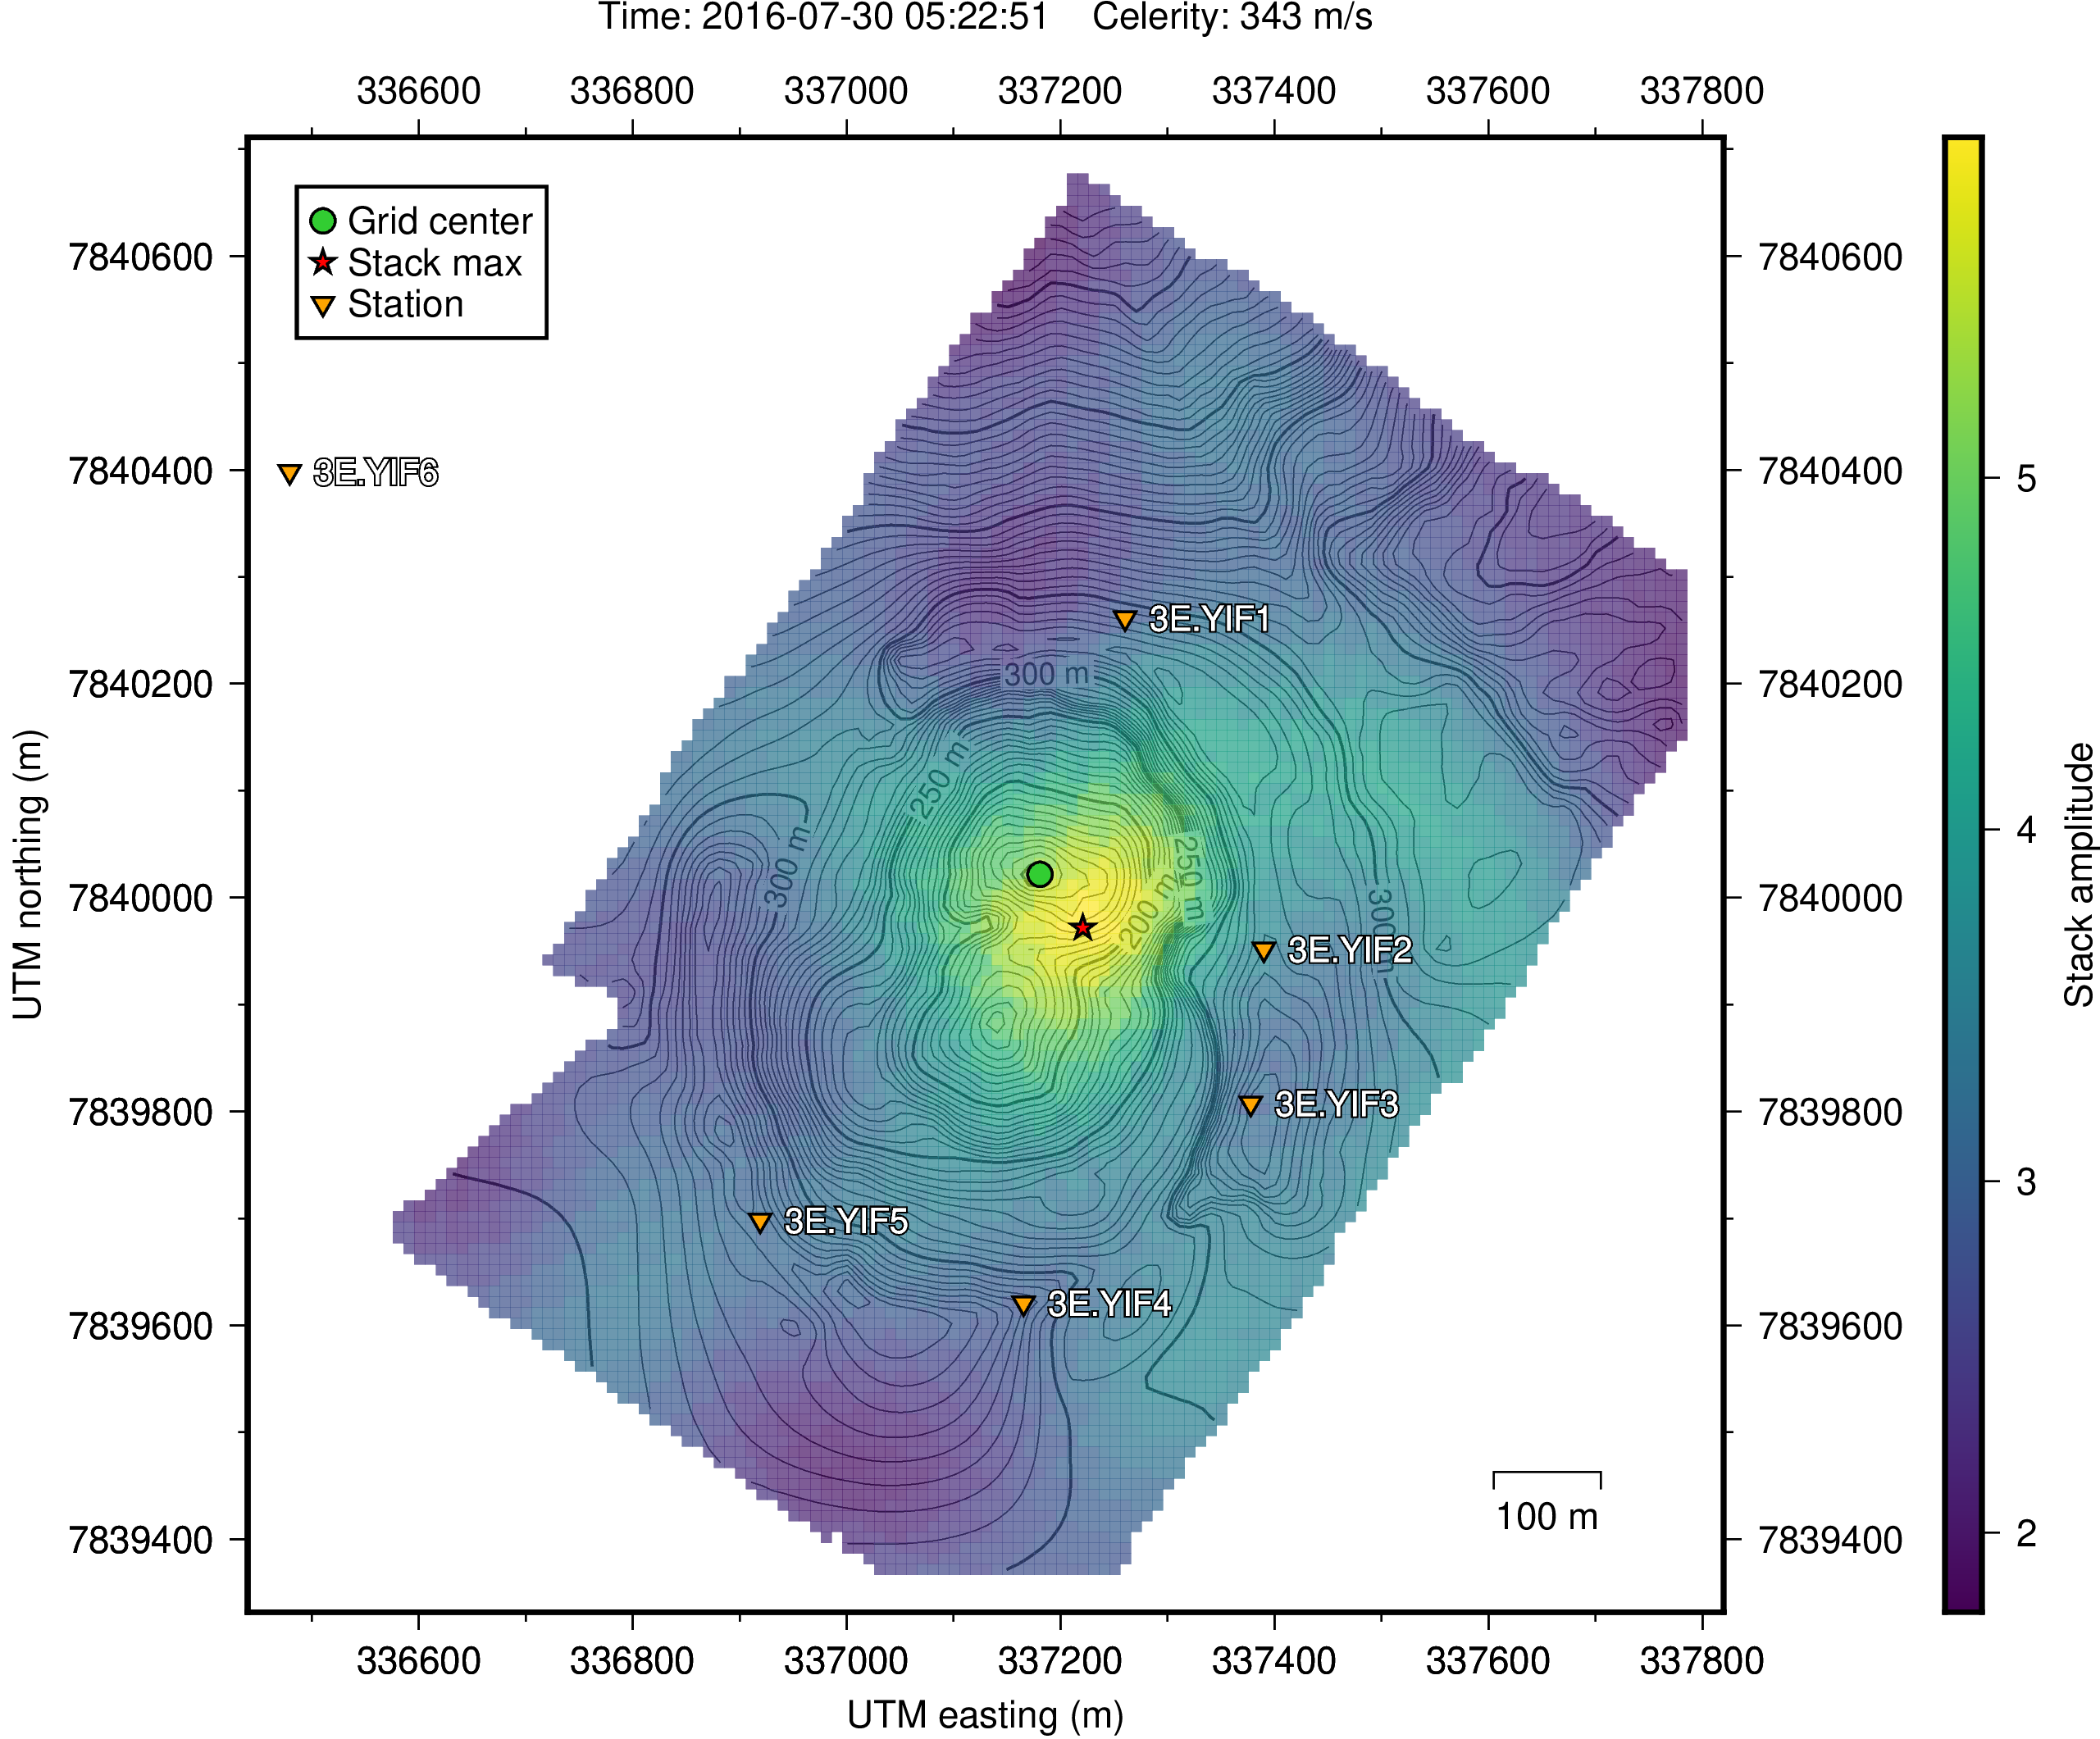 Time: 2016-07-30 05:22:51 Celerity: 343 m/s
336600 336800 337000 337200 337400 337600 337800
Grid center
Stack max
Station
7840600 7840600
7840400 3E.YIF6 7840400
5
3E.YIF1
300 m
7840200 7840200
250 m
4
300 m
250 m
200 m
300 m
7840000 7840000
3E.YIF2
3E.YIF3
7839800 7839800
3
3E.YIF5
3E.YIF4
7839600 7839600
100 m
7839400 7839400
2
336600 336800 337000 337200 337400 337600 337800
UTM easting (m)
UTM northing (m)
Stack amplitude